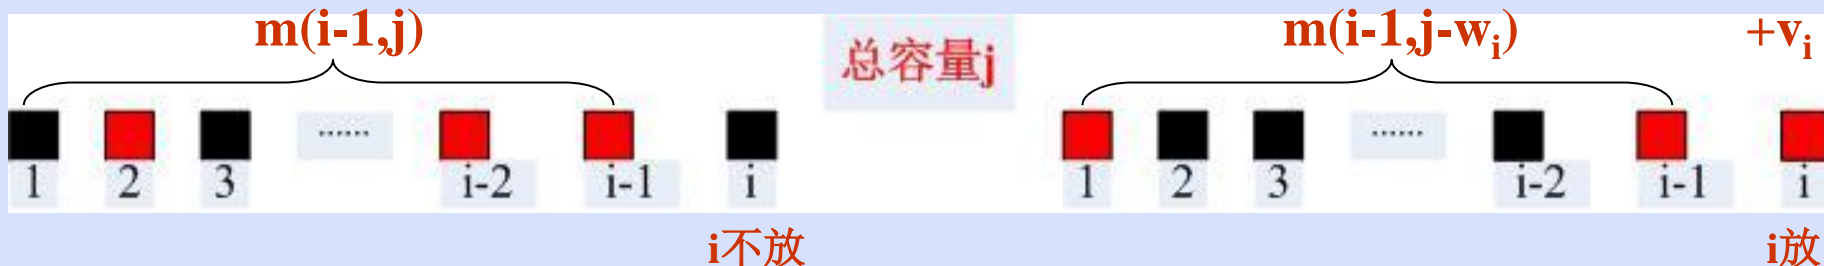 m(i-1,j)
总容量j
m(i-1,j-wᵢ) +vᵢ
1 2 3 ...... i-2 i-1 i
1 2 3 ...... i-2 i-1 i
i不放
i放